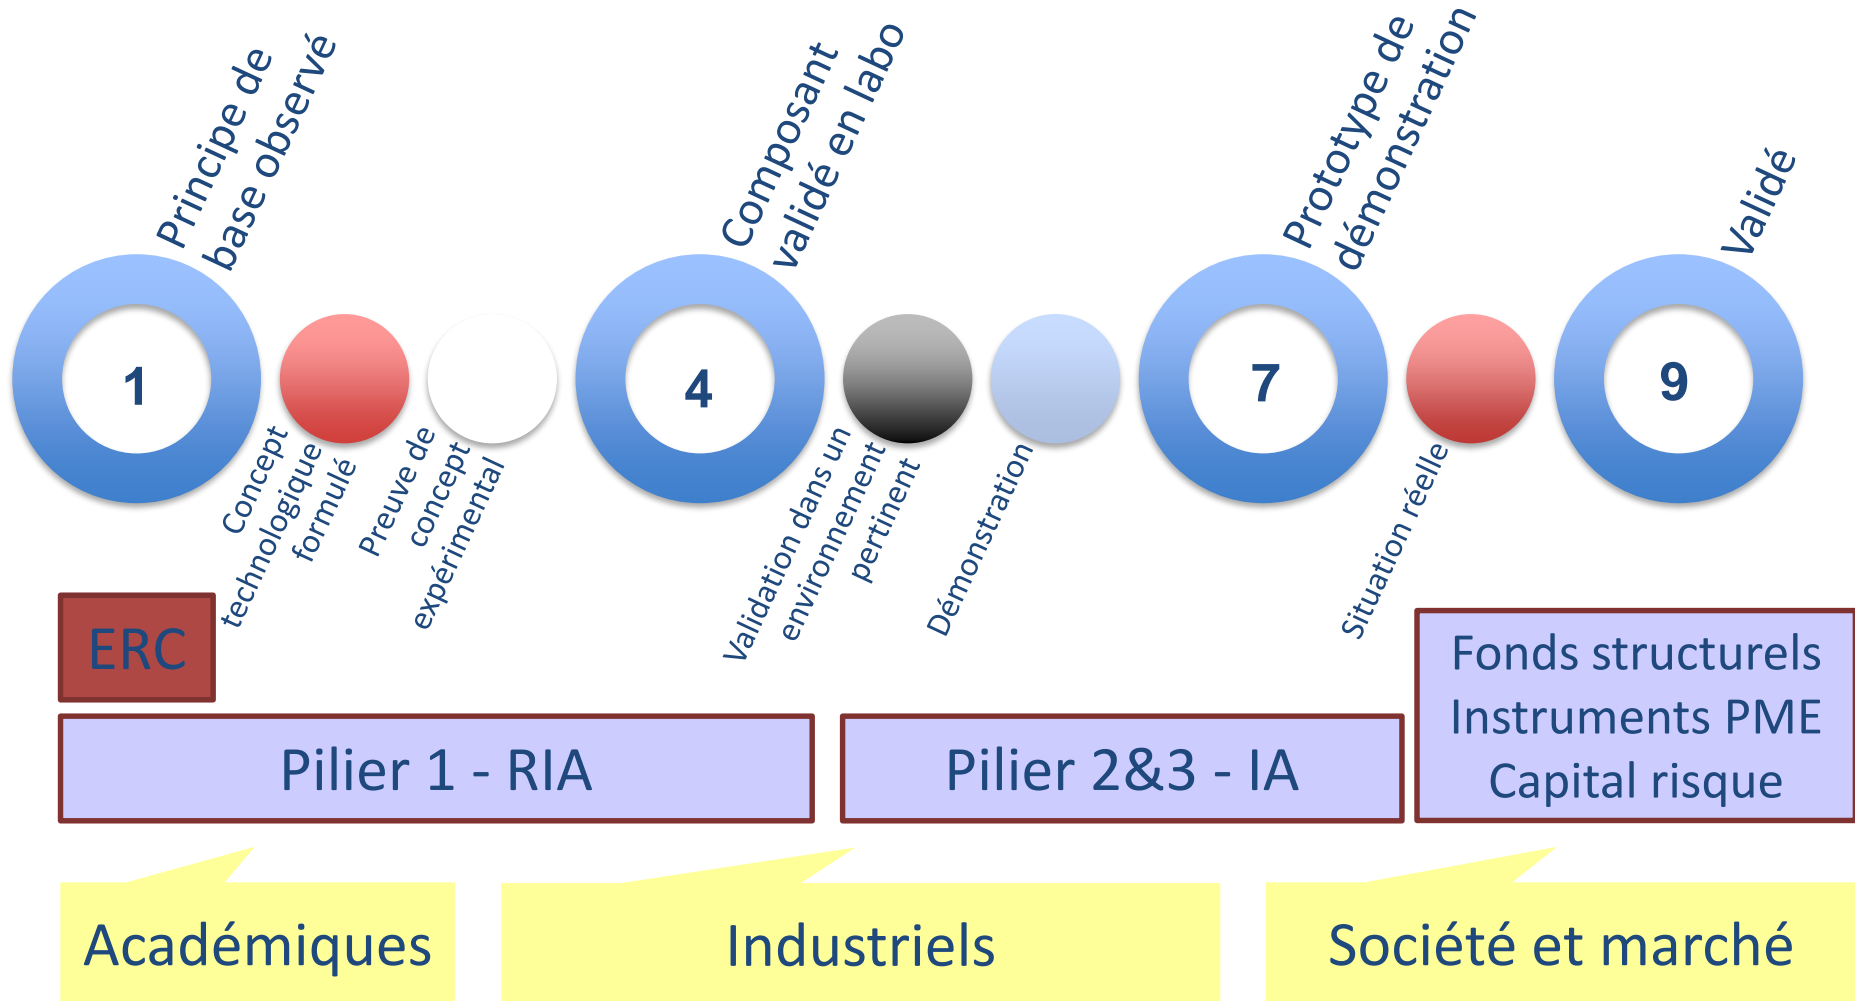 Principe de
base observé
Composant
validé en labo
Prototype de
démonstration
Validé
1
4
7
9
Concept
technologique
formulé
Preuve de
concept
expérimental
Validation dans un
environnement
pertinent
Démonstration
Situation réelle
ERC
Pilier 1 - RIA
Pilier 2&3 - IA
Fonds structurels
Instruments PME
Capital risque
Académiques
Industriels
Société et marché